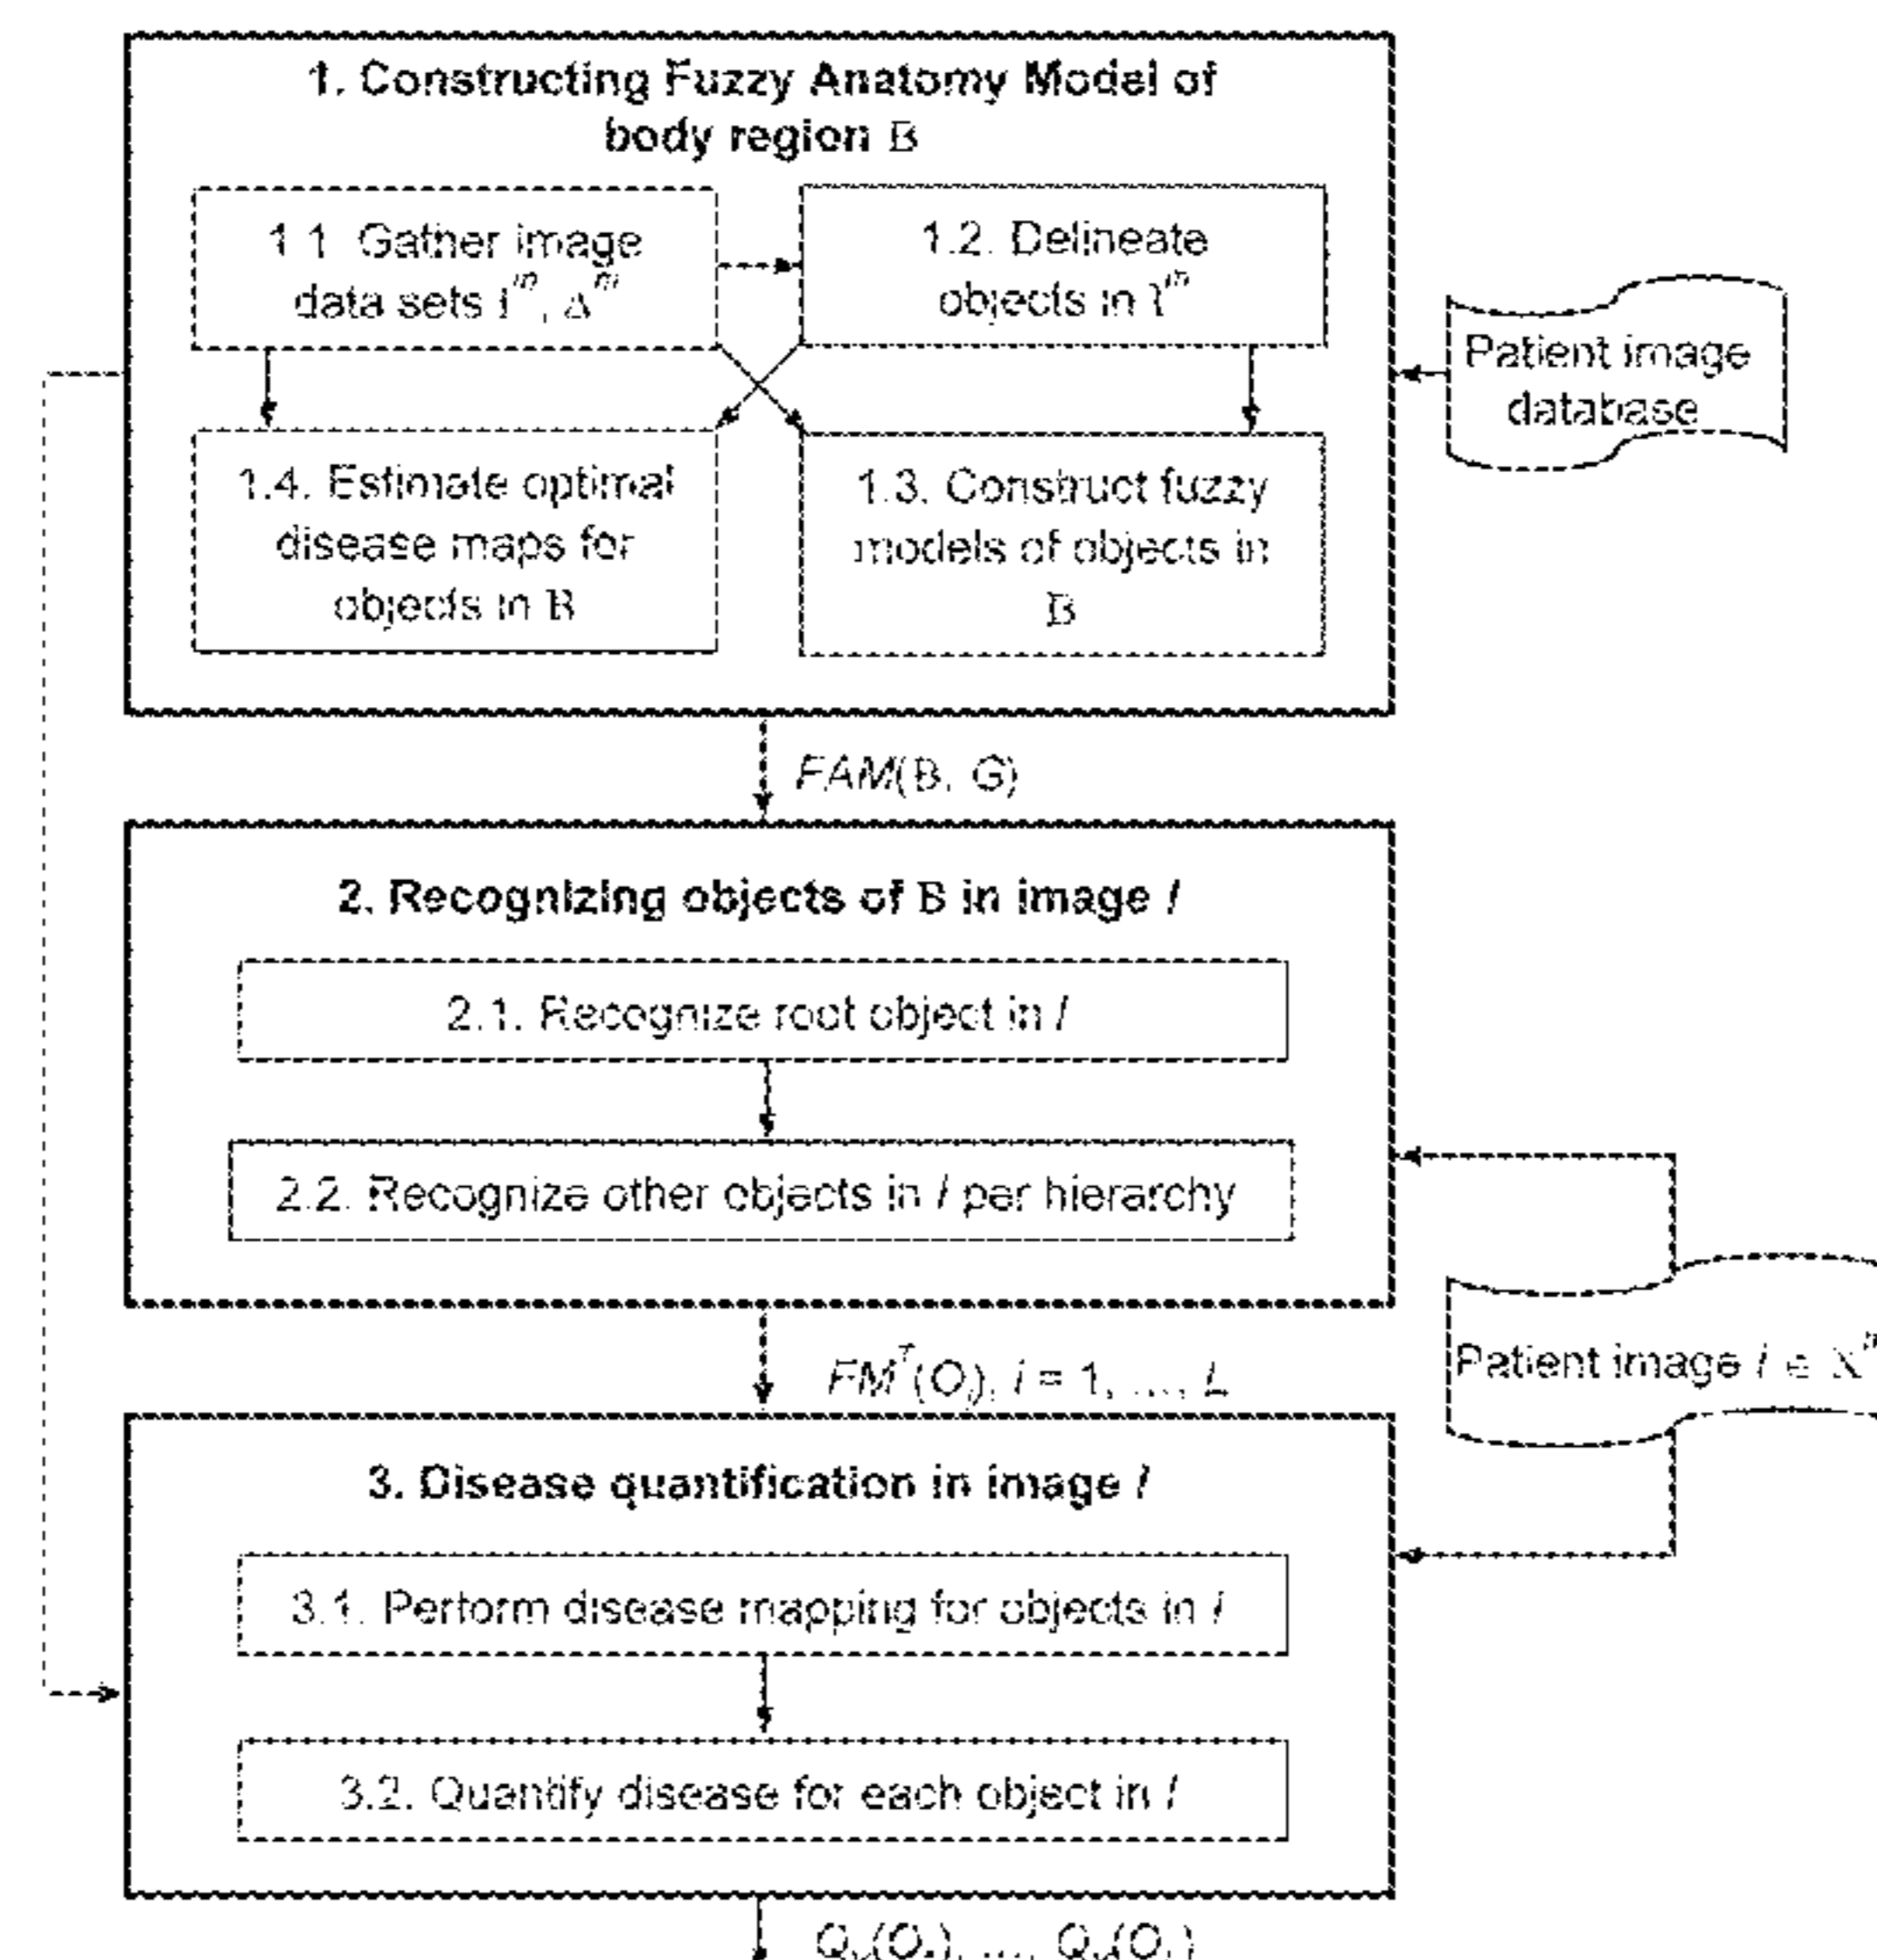 1. Constructing Fuzzy Anatomy Model of
body region B
1.1. Gather image
data sets I^m, Δ^m
1.2. Delineate
objects in I^m
Patient image
database
1.4. Estimate optimal
disease maps for
objects in B
1.3. Construct fuzzy
models of objects in
B
FAM(B, G)
2. Recognizing objects of B in image I
2.1. Recognize root object in I
2.2. Recognize other objects in I per hierarchy
Patient image I ∈
FM^T(O_i), i = 1, ..., L
3. Disease quantification in image I
3.1. Perform disease mapping for objects in I
3.2. Quantify disease for each object in I